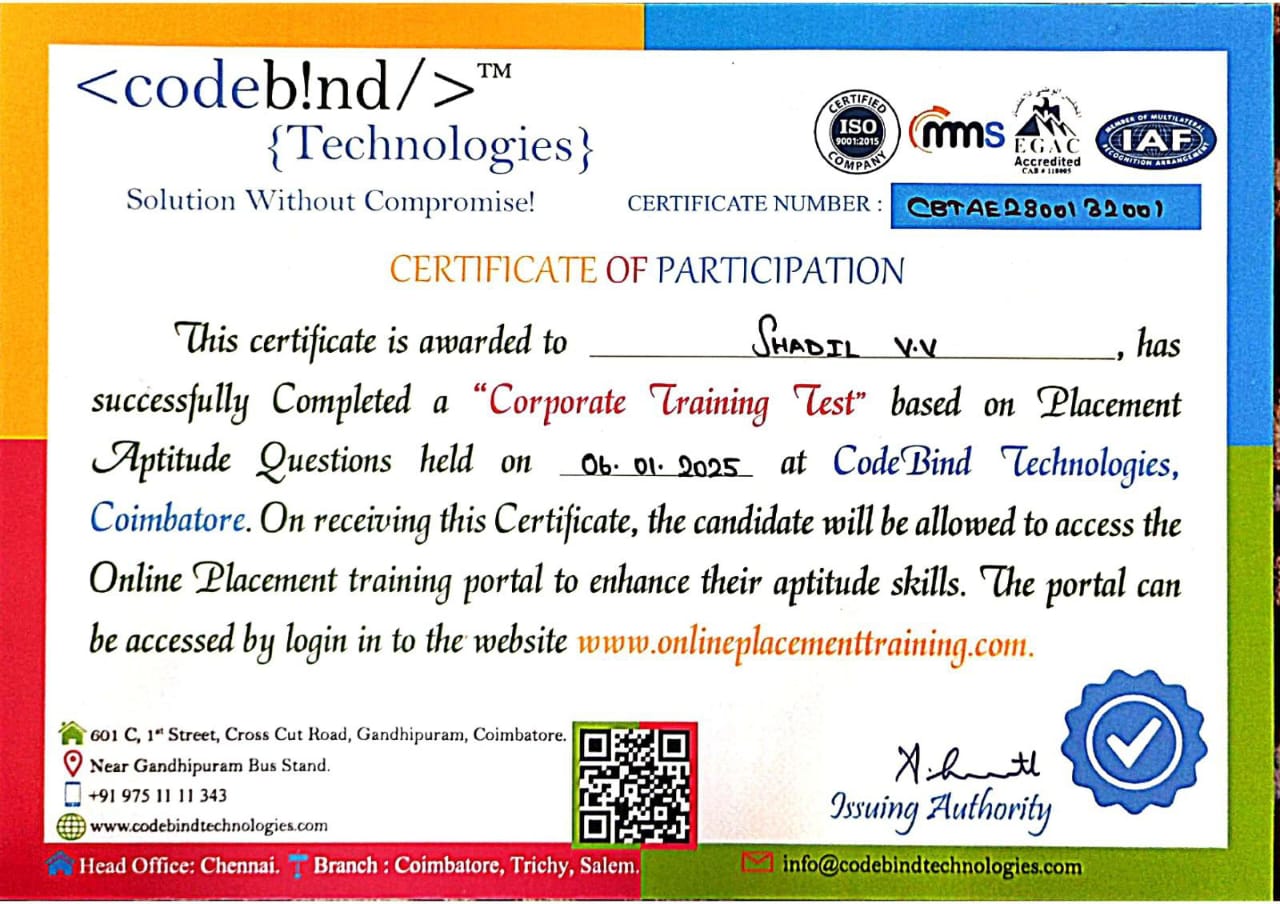 <codeb!nd/>™
{Technologies}
Solution Without Compromise!
CERTIFIED
ISO
9001:2015
COMPANY
mms
EGAC
Accredited
CAB # 118005
MEMBER OF MULTILATERAL
IAF
RECOGNITION ARRANGEMENT
CERTIFICATE NUMBER : CBTAE2800132001
CERTIFICATE OF PARTICIPATION
This certificate is awarded to SHADIL V.V, has
successfully Completed a “Corporate Training Test” based on Placement
Aptitude Questions held on 06.01.2025 at CodeBind Technologies,
Coimbatore. On receiving this Certificate, the candidate will be allowed to access the
Online Placement training portal to enhance their aptitude skills. The portal can
be accessed by login in to the website www.onlineplacementtraining.com.
601 C, 1st Street, Cross Cut Road, Gandhipuram, Coimbatore.
Near Gandhipuram Bus Stand.
+91 975 11 11 343
www.codebindtechnologies.com
Issuing Authority
Head Office: Chennai. Branch : Coimbatore, Trichy, Salem.
info@codebindtechnologies.com